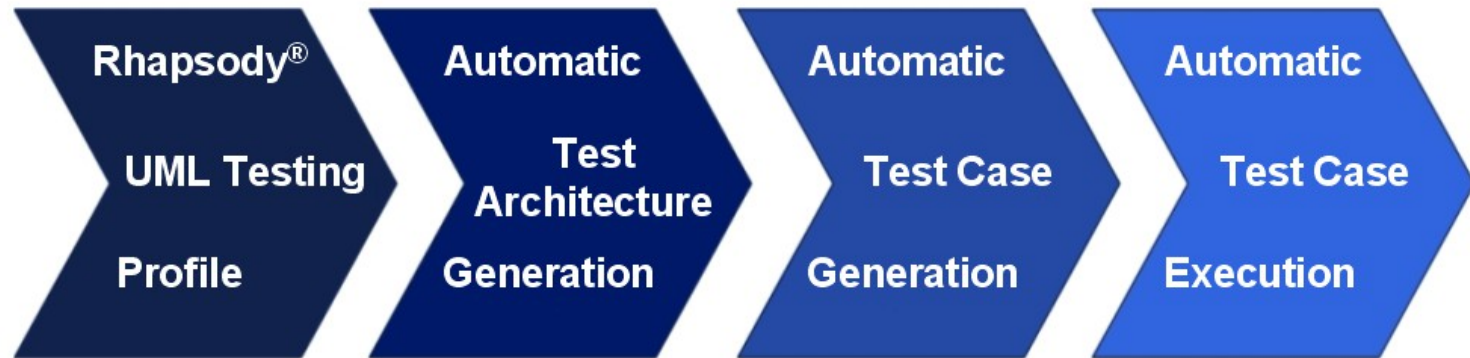 Rhapsody®
UML Testing
Profile
Automatic
Test
Architecture
Generation
Automatic
Test Case
Generation
Automatic
Test Case
Execution